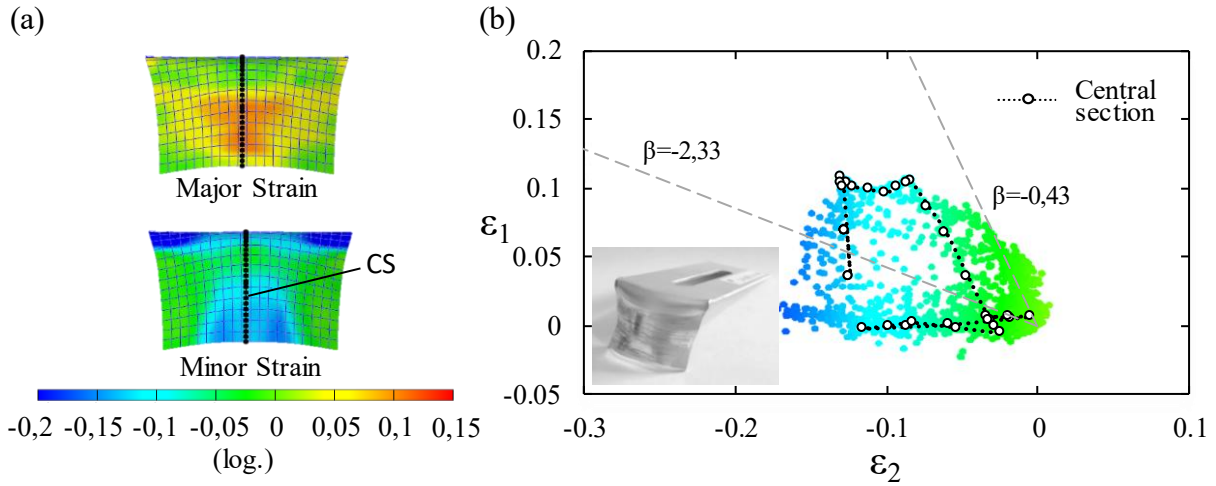 (a)
Major Strain
CS
Minor Strain
-0,2 -0,15 -0,1 -0,05 0 0,05 0,1 0,15
(log.)
(b)
0.2
0.15
0.1
ε1
0.05
0
0.05
-0.3 -0.2 -0.1 0 0.1
ε2
Central
section
β=-2,33
β=-0,43